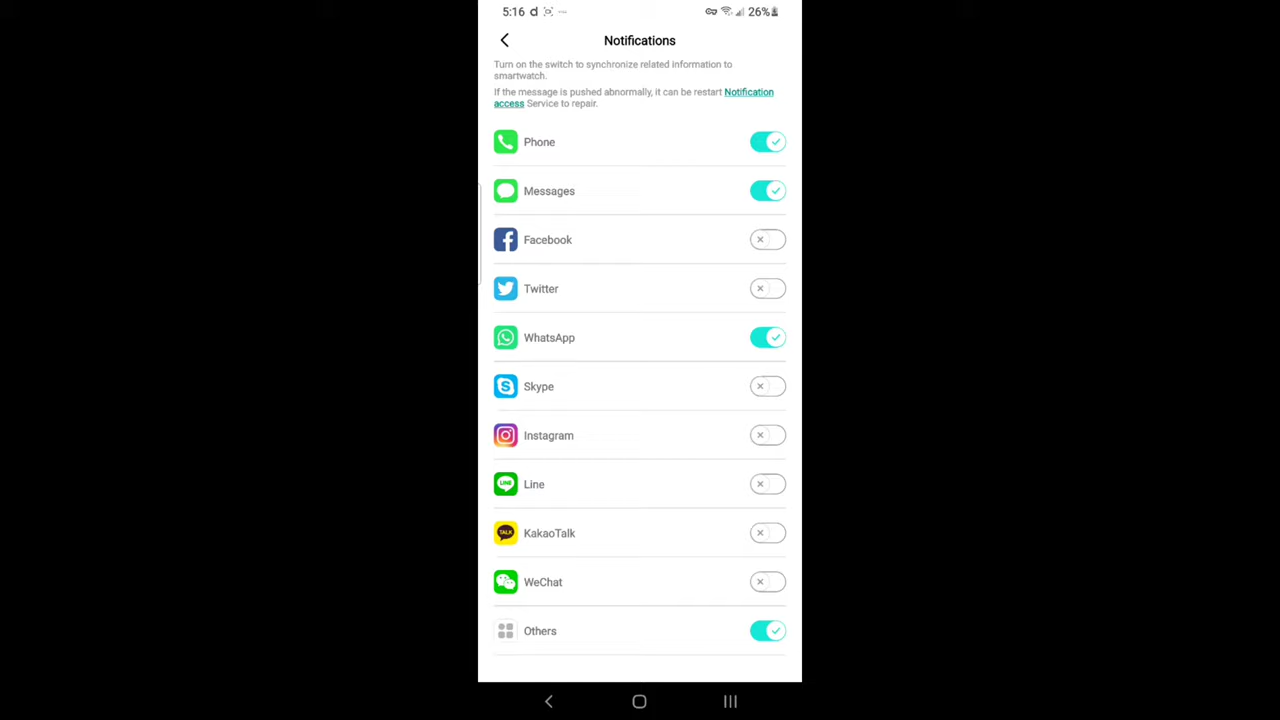 5:16 26%
Notifications
Turn on the switch to synchronize related information to
smartwatch.
If the message is pushed abnormally, it can be restart Notification
access Service to repair.
Phone
Messages
Facebook
Twitter
WhatsApp
Skype
Instagram
LINE
Line
TALK
KakaoTalk
WeChat
Others